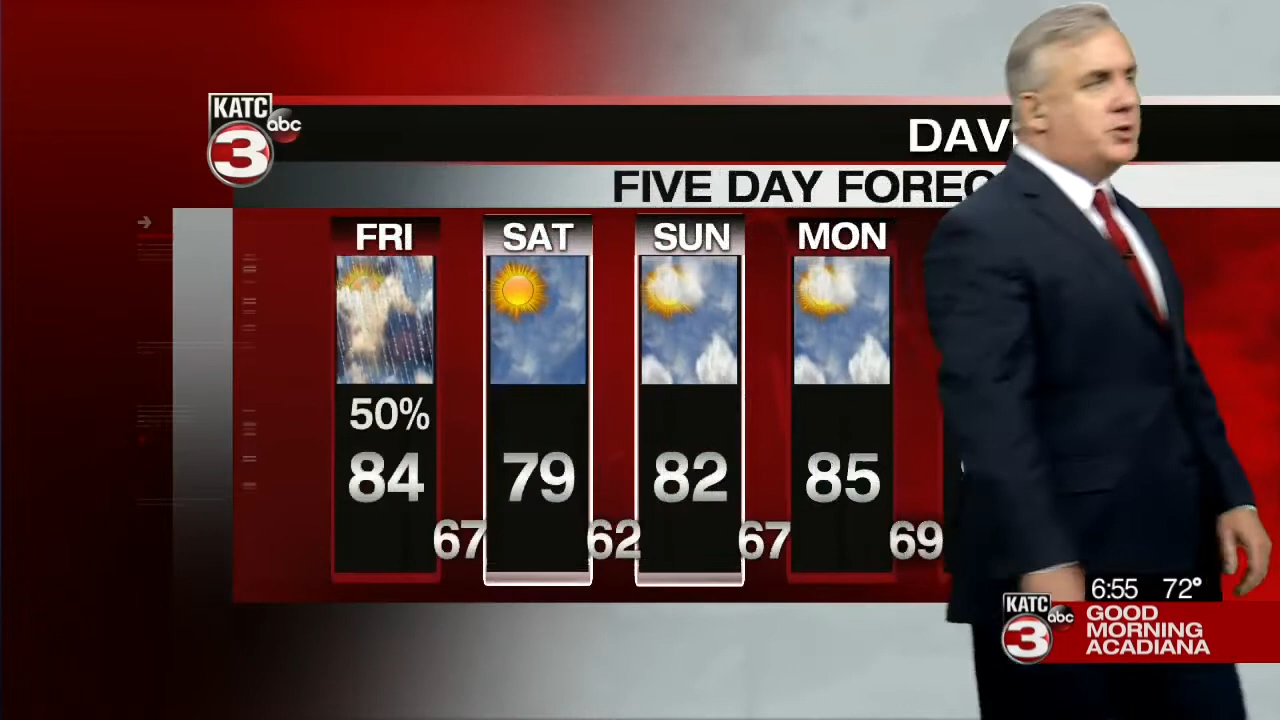 KATC
abc
3
DAV
FIVE DAY FOREC
FRI
SAT
SUN
MON
50%
84
79
82
85
67
62
67
69
6:55 72°
KATC
abc
3
GOOD
MORNING
ACADIANA